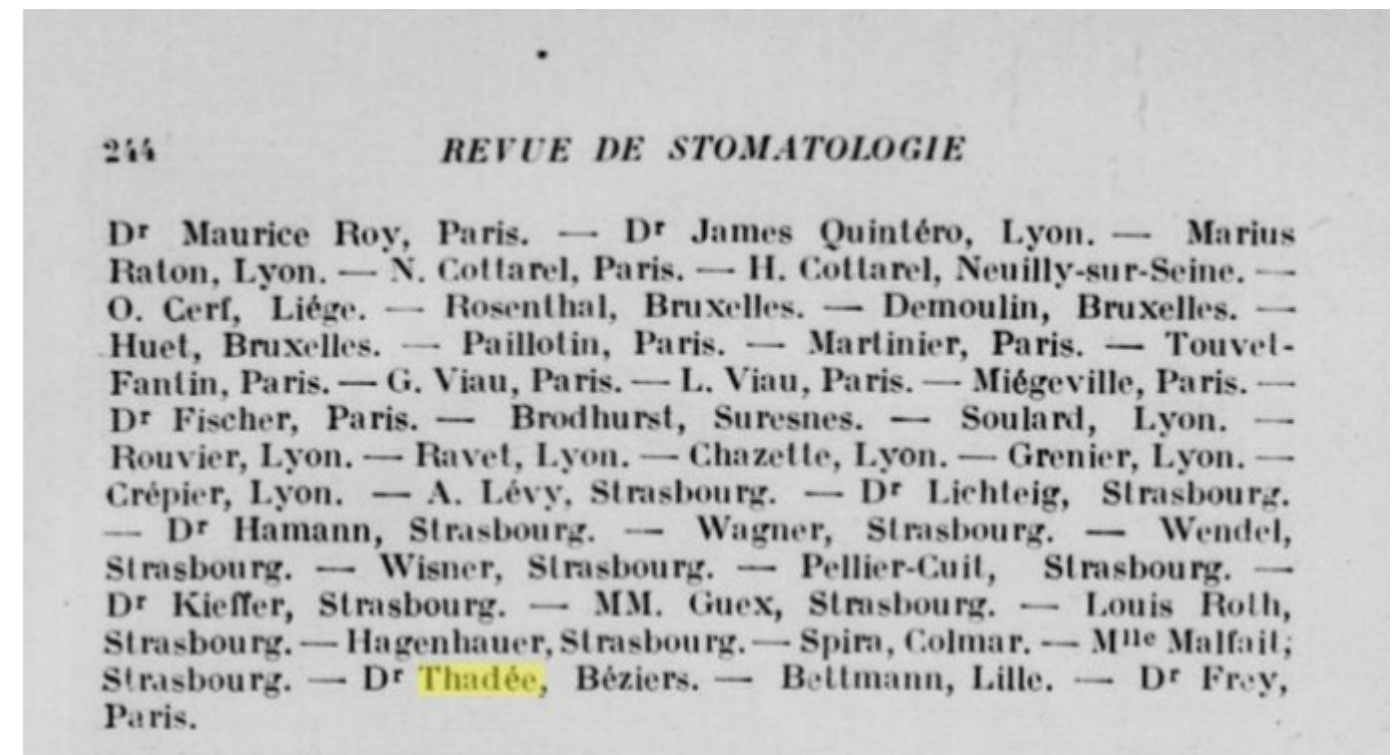 244 REVUE DE STOMATOLOGIE
Dr Maurice Roy, Paris. — Dr James Quintéro, Lyon. — Marius
Raton, Lyon. — N. Cottarel, Paris. — H. Cottarel, Neuilly-sur-Seine. —
O. Cerf, Liége. — Rosenthal, Bruxelles. — Demoulin, Bruxelles. —
Huet, Bruxelles. — Paillotin, Paris. — Martinier, Paris. — Touvet-
Fantin, Paris. — G. Viau, Paris. — L. Viau, Paris. — Miégeville, Paris. —
Dr Fischer, Paris. — Brodhurst, Suresnes. — Soulard, Lyon. —
Rouvier, Lyon. — Ravet, Lyon. — Chazette, Lyon. — Grenier, Lyon. —
Crépier, Lyon. — A. Lévy, Strasbourg. — Dr Lichteig, Strasbourg.
— Dr Hamann, Strasbourg. — Wagner, Strasbourg. — Wendel,
Strasbourg. — Wisner, Strasbourg. — Pellier-Cuit, Strasbourg. —
Dr Kieffer, Strasbourg. — MM. Guex, Strasbourg. — Louis Roth,
Strasbourg. — Hagenhauer, Strasbourg. — Spira, Colmar. — Mlle Malfait;
Strasbourg. — Dr Thadée, Béziers. — Bettmann, Lille. — Dr Frey,
Paris.